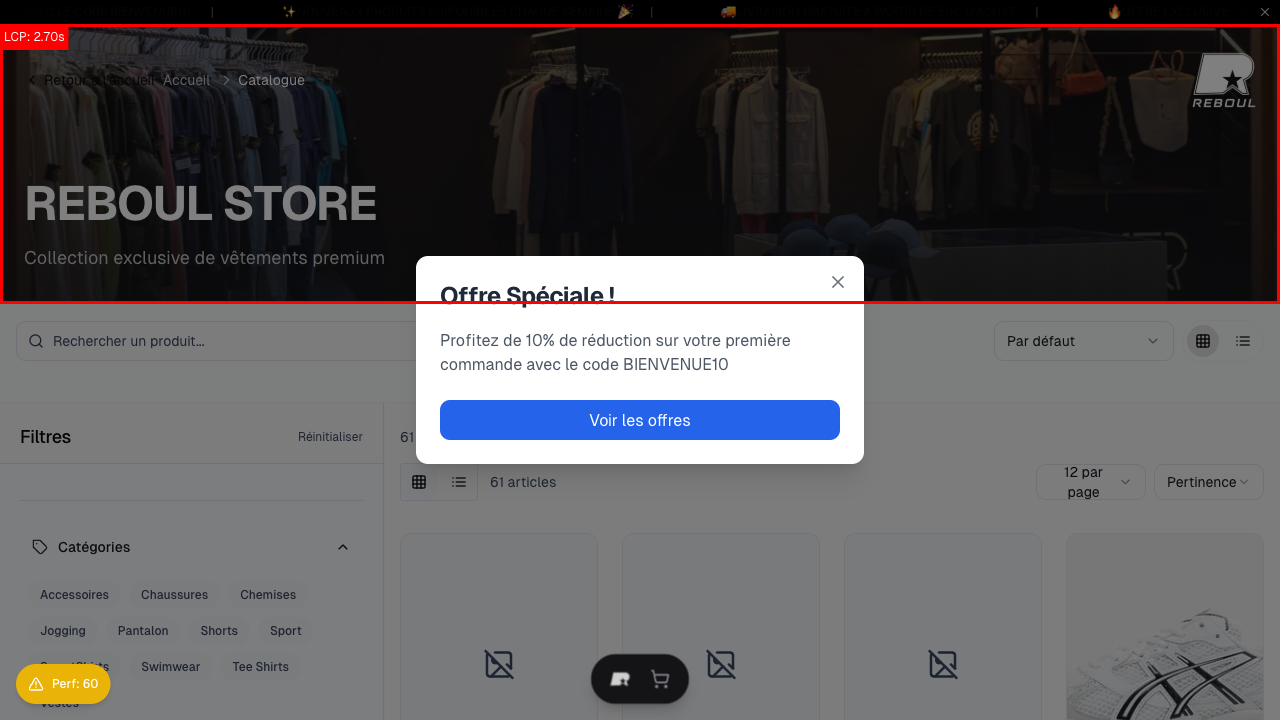 LCP: 2.70s
Retour à l'accueil Accueil Catalogue
REBOUL
REBOUL STORE
Collection exclusive de vêtements premium
Offre Spéciale !
Profitez de 10% de réduction sur votre première
commande avec le code BIENVENUE10
Voir les offres
Rechercher un produit...
Par défaut
Filtres
Réinitialiser
61
61 articles
12 par
page
Pertinence
Catégories
Accessoires Chaussures Chemises
Jogging Pantalon Shorts Sport
Swimwear Tee Shirts
Perf: 60
Vestes